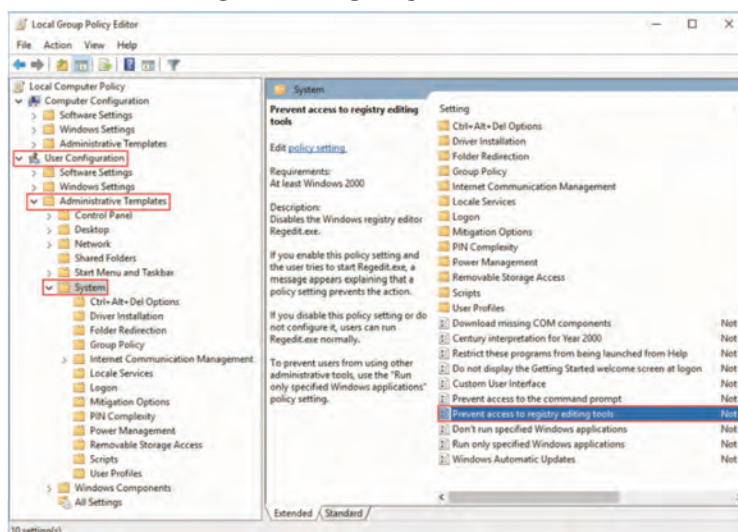 Local Group Policy Editor
File Action View Help
Local Computer Policy
Computer Configuration
Software Settings
Windows Settings
Administrative Templates
User Configuration
Software Settings
Windows Settings
Administrative Templates
Control Panel
Desktop
Network
Shared Folders
Start Menu and Taskbar
System
Ctrl+Alt+Del Options
Driver Installation
Folder Redirection
Group Policy
Internet Communication Management
Locale Services
Logon
Mitigation Options
PIN Complexity
Power Management
Removable Storage Access
Scripts
User Profiles
Windows Components
All Settings
System
Prevent access to registry editing
tools
Edit policy setting
Requirements:
At least Windows 2000
Description:
Disables the Windows registry editor
Regedit.exe.
If you enable this policy setting and
the user tries to start Regedit.exe, a
message appears explaining that a
policy setting prevents the action.
If you disable this policy setting or do
not configure it, users can run
Regedit.exe normally.
To prevent users from using other
administrative tools, use the "Run
only specified Windows applications"
policy setting.
Setting
Ctrl+Alt+Del Options
Driver Installation
Folder Redirection
Group Policy
Internet Communication Management
Locale Services
Logon
Mitigation Options
PIN Complexity
Power Management
Removable Storage Access
Scripts
User Profiles
Download missing COM components Not
Century interpretation for Year 2000 Not
Restrict these programs from being launched from Help Not
Do not display the Getting Started welcome screen at logon Not
Custom User Interface Not
Prevent access to the command prompt Not
Prevent access to registry editing tools Not
Don't run specified Windows applications Not
Run only specified Windows applications Not
Windows Automatic Updates Not
Extended Standard
10 setting(s)